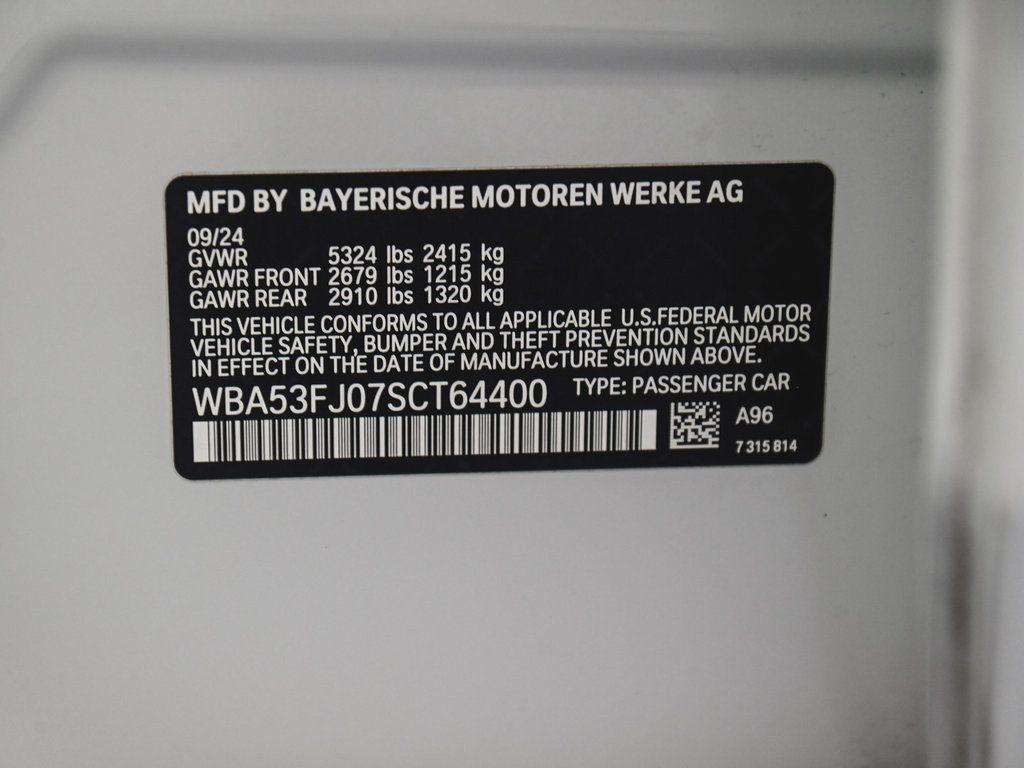 MFD BY BAYERISCHE MOTOREN WERKE AG
09/24
GVWR 5324 lbs 2415 kg
GAWR FRONT 2679 lbs 1215 kg
GAWR REAR 2910 lbs 1320 kg
THIS VEHICLE CONFORMS TO ALL APPLICABLE U.S.FEDERAL MOTOR
VEHICLE SAFETY, BUMPER AND THEFT PREVENTION STANDARDS
IN EFFECT ON THE DATE OF MANUFACTURE SHOWN ABOVE.
WBA53FJ07SCT64400 TYPE: PASSENGER CAR
A96
7 315 814